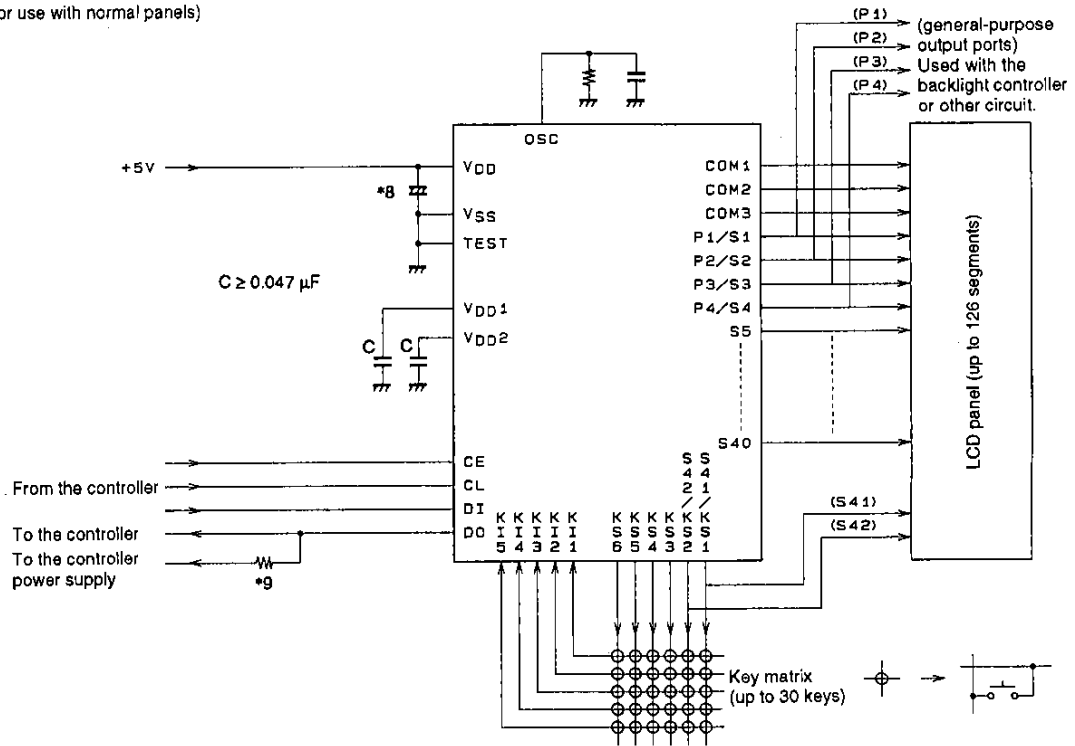 or use with normal panels)
(P1)
(general-purpose
(P2)
output ports)
(P3)
Used with the
(P4)
backlight controller
or other circuit.
OSC
+5V
VDD
*8
VSS
TEST
C ≥ 0.047 µF
VDD1
VDD2
C
C
COM1
COM2
COM3
P1/S1
P2/S2
P3/S3
P4/S4
S5
S40
LCD panel (up to 126 segments)
CE
CL
DI
DO
From the controller
To the controller
To the controller
power supply
*9
KI5
KI4
KI3
KI2
KI1
KS6
KS5
KS4
KS3
S42/KS2
S41/KS1
(S41)
(S42)
Key matrix
(up to 30 keys)